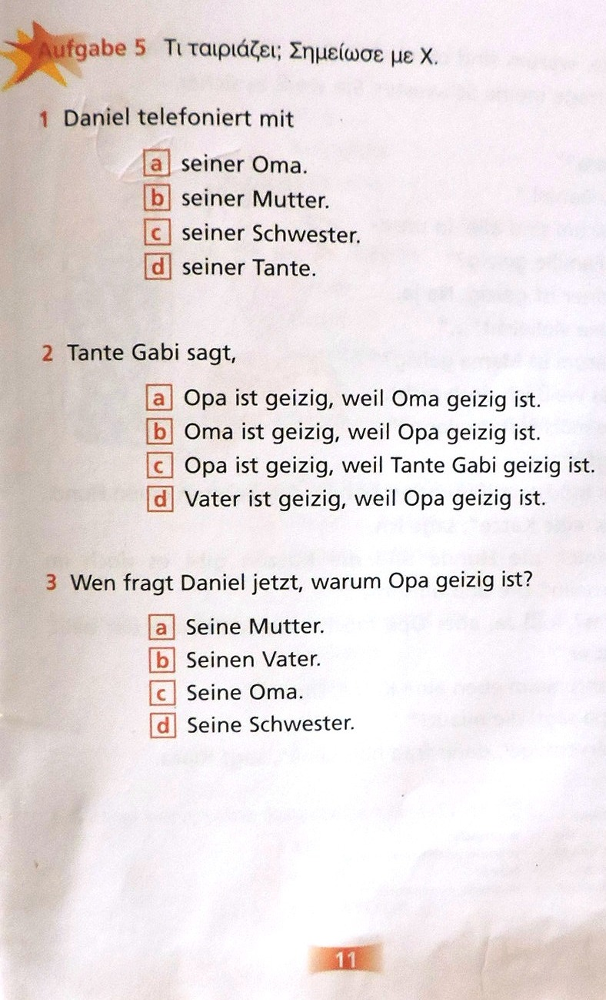 Aufgabe 5 Τι ταιριάζει; Σημείωσε με Χ.
1 Daniel telefoniert mit
a seiner Oma.
b seiner Mutter.
c seiner Schwester.
d seiner Tante.
2 Tante Gabi sagt,
a Opa ist geizig, weil Oma geizig ist.
b Oma ist geizig, weil Opa geizig ist.
c Opa ist geizig, weil Tante Gabi geizig ist.
d Vater ist geizig, weil Opa geizig ist.
3 Wen fragt Daniel jetzt, warum Opa geizig ist?
a Seine Mutter.
b Seinen Vater.
c Seine Oma.
d Seine Schwester.
11